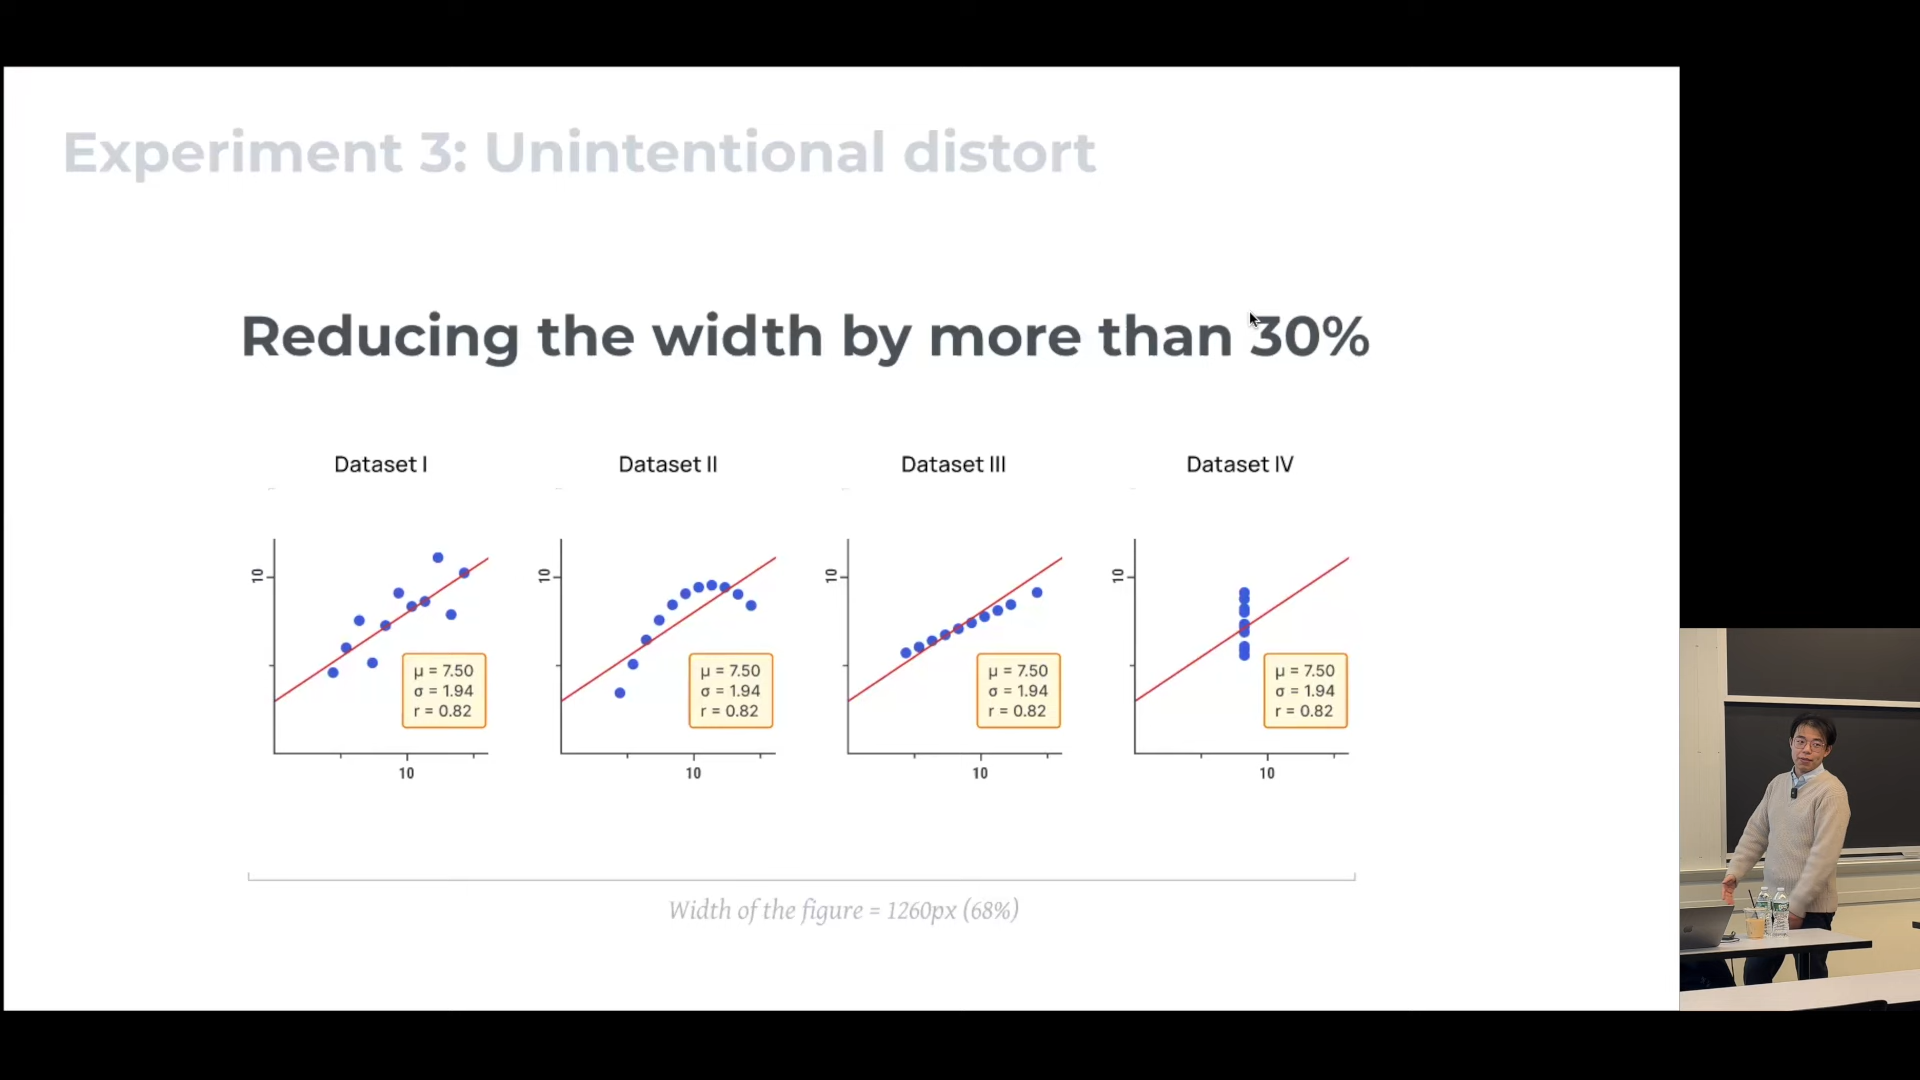 Experiment 3: Unintentional distort
Reducing the width by more than 30%
Dataset I
Dataset II
Dataset III
Dataset IV
10
10
10
10
μ = 7.50
σ = 1.94
r = 0.82
μ = 7.50
σ = 1.94
r = 0.82
μ = 7.50
σ = 1.94
r = 0.82
μ = 7.50
σ = 1.94
r = 0.82
10
10
10
10
Width of the figure = 1260px (68%)